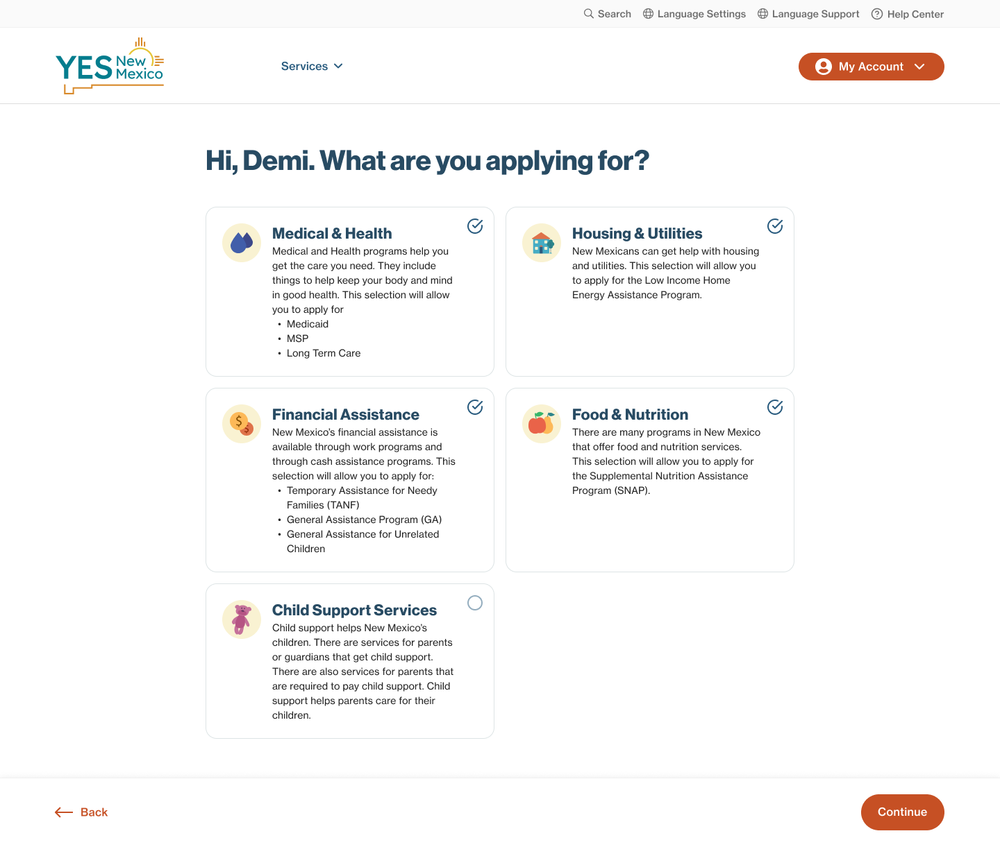 Search
Language Settings
Language Support
Help Center
YES New
Mexico
Services
My Account
Hi, Demi. What are you applying for?
Medical & Health
Medical and Health programs help you
get the care you need. They include
things to help keep your body and mind
in good health. This selection will allow
you to apply for
• Medicaid
• MSP
• Long Term Care
Housing & Utilities
New Mexicans can get help with housing
and utilities. This selection will allow you
to apply for the Low Income Home
Energy Assistance Program.
Financial Assistance
New Mexico’s financial assistance is
available through work programs and
through cash assistance programs. This
selection will allow you to apply for:
• Temporary Assistance for Needy
Families (TANF)
• General Assistance Program (GA)
• General Assistance for Unrelated
Children
Food & Nutrition
There are many programs in New Mexico
that offer food and nutrition services.
This selection will allow you to apply for
the Supplemental Nutrition Assistance
Program (SNAP).
Child Support Services
Child support helps New Mexico’s
children. There are services for parents
or guardians that get child support.
There are also services for parents that
are required to pay child support. Child
support helps parents care for their
children.
Back
Continue